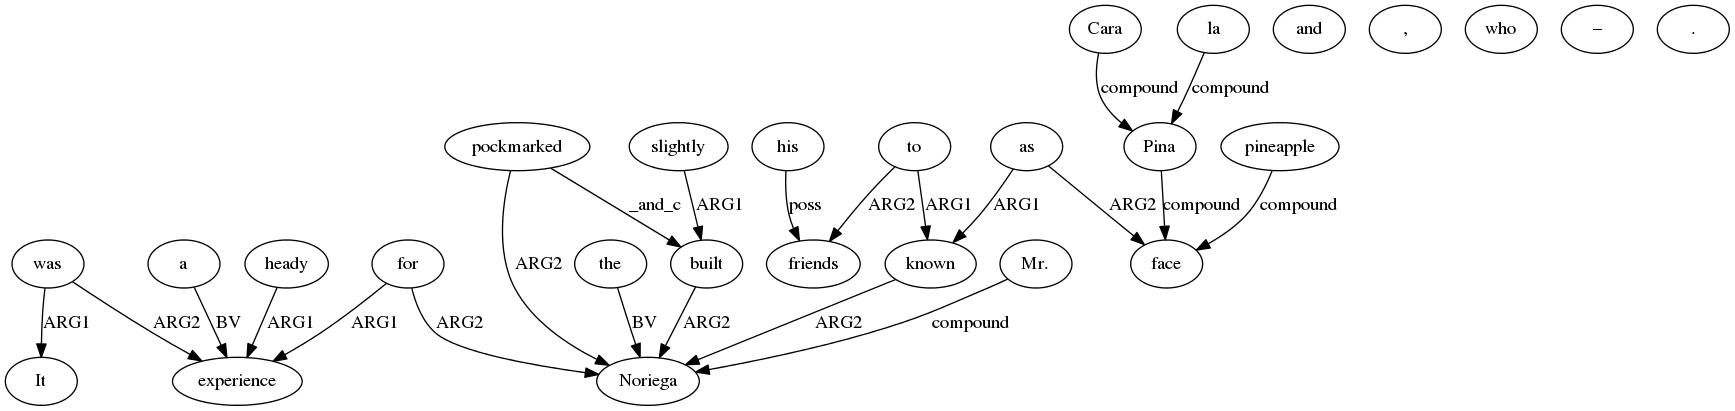 Cara la and , who – .
compound compound
pockmarked slightly his to as Pina pineapple
_and_c ARG1 poss ARG2 ARG1 ARG1 ARG2 compound compound
was a heady for ARG2 the built friends known Mr. face
ARG1 ARG2 BV ARG1 ARG1 ARG2 BV ARG2 ARG2 compound
It experience Noriega